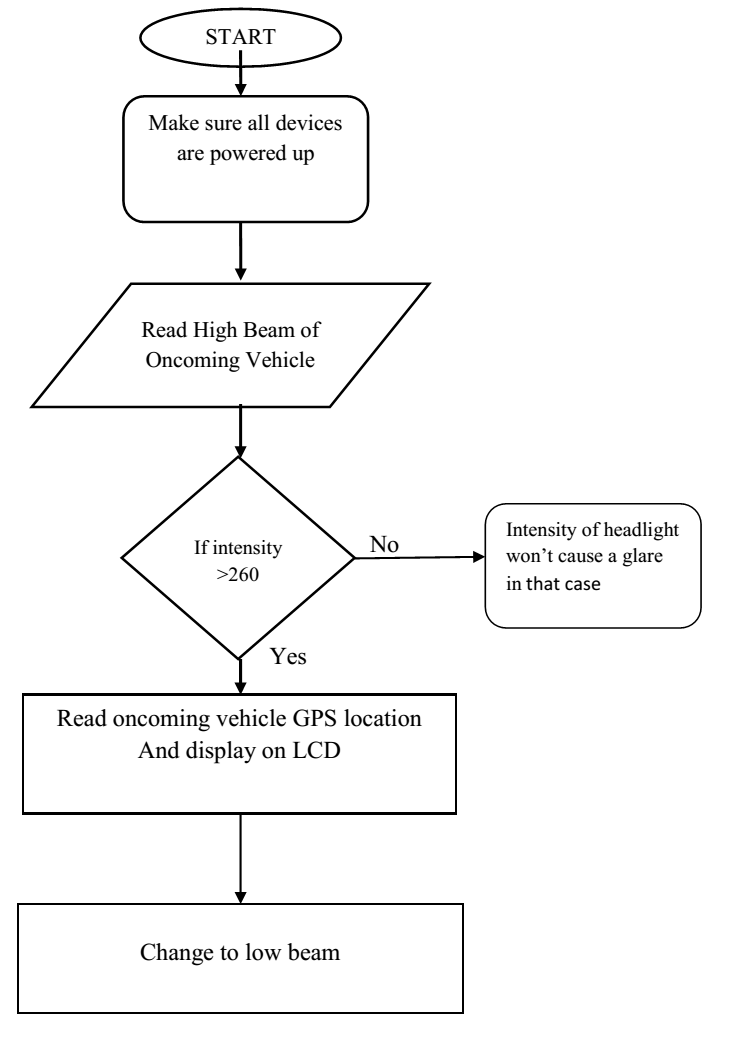 START
Make sure all devices
are powered up
Read High Beam of
Oncoming Vehicle
If intensity
>260
No
Intensity of headlight
won’t cause a glare
in that case
Yes
Read oncoming vehicle GPS location
And display on LCD
Change to low beam